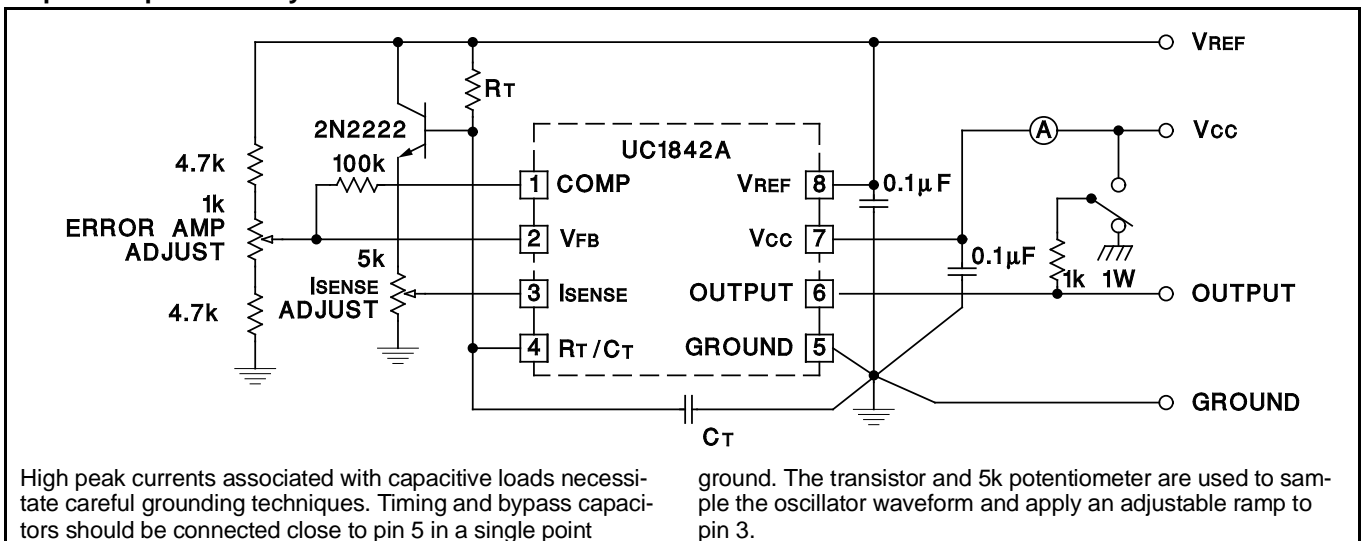 VREF
RT
2N2222
A
VCC
UC1842A
4.7k
100k
1 COMP
VREF 8
0.1µF
1k
ERROR AMP
ADJUST
2 VFB
VCC 7
0.1µF
5k
ISENSE
ADJUST
3 ISENSE
OUTPUT 6
1k 1W
OUTPUT
4.7k
4 RT/CT
GROUND 5
GROUND
CT
High peak currents associated with capacitive loads necessi-
tate careful grounding techniques. Timing and bypass capaci-
tors should be connected close to pin 5 in a single point
ground. The transistor and 5k potentiometer are used to sam-
ple the oscillator waveform and apply an adjustable ramp to
pin 3.